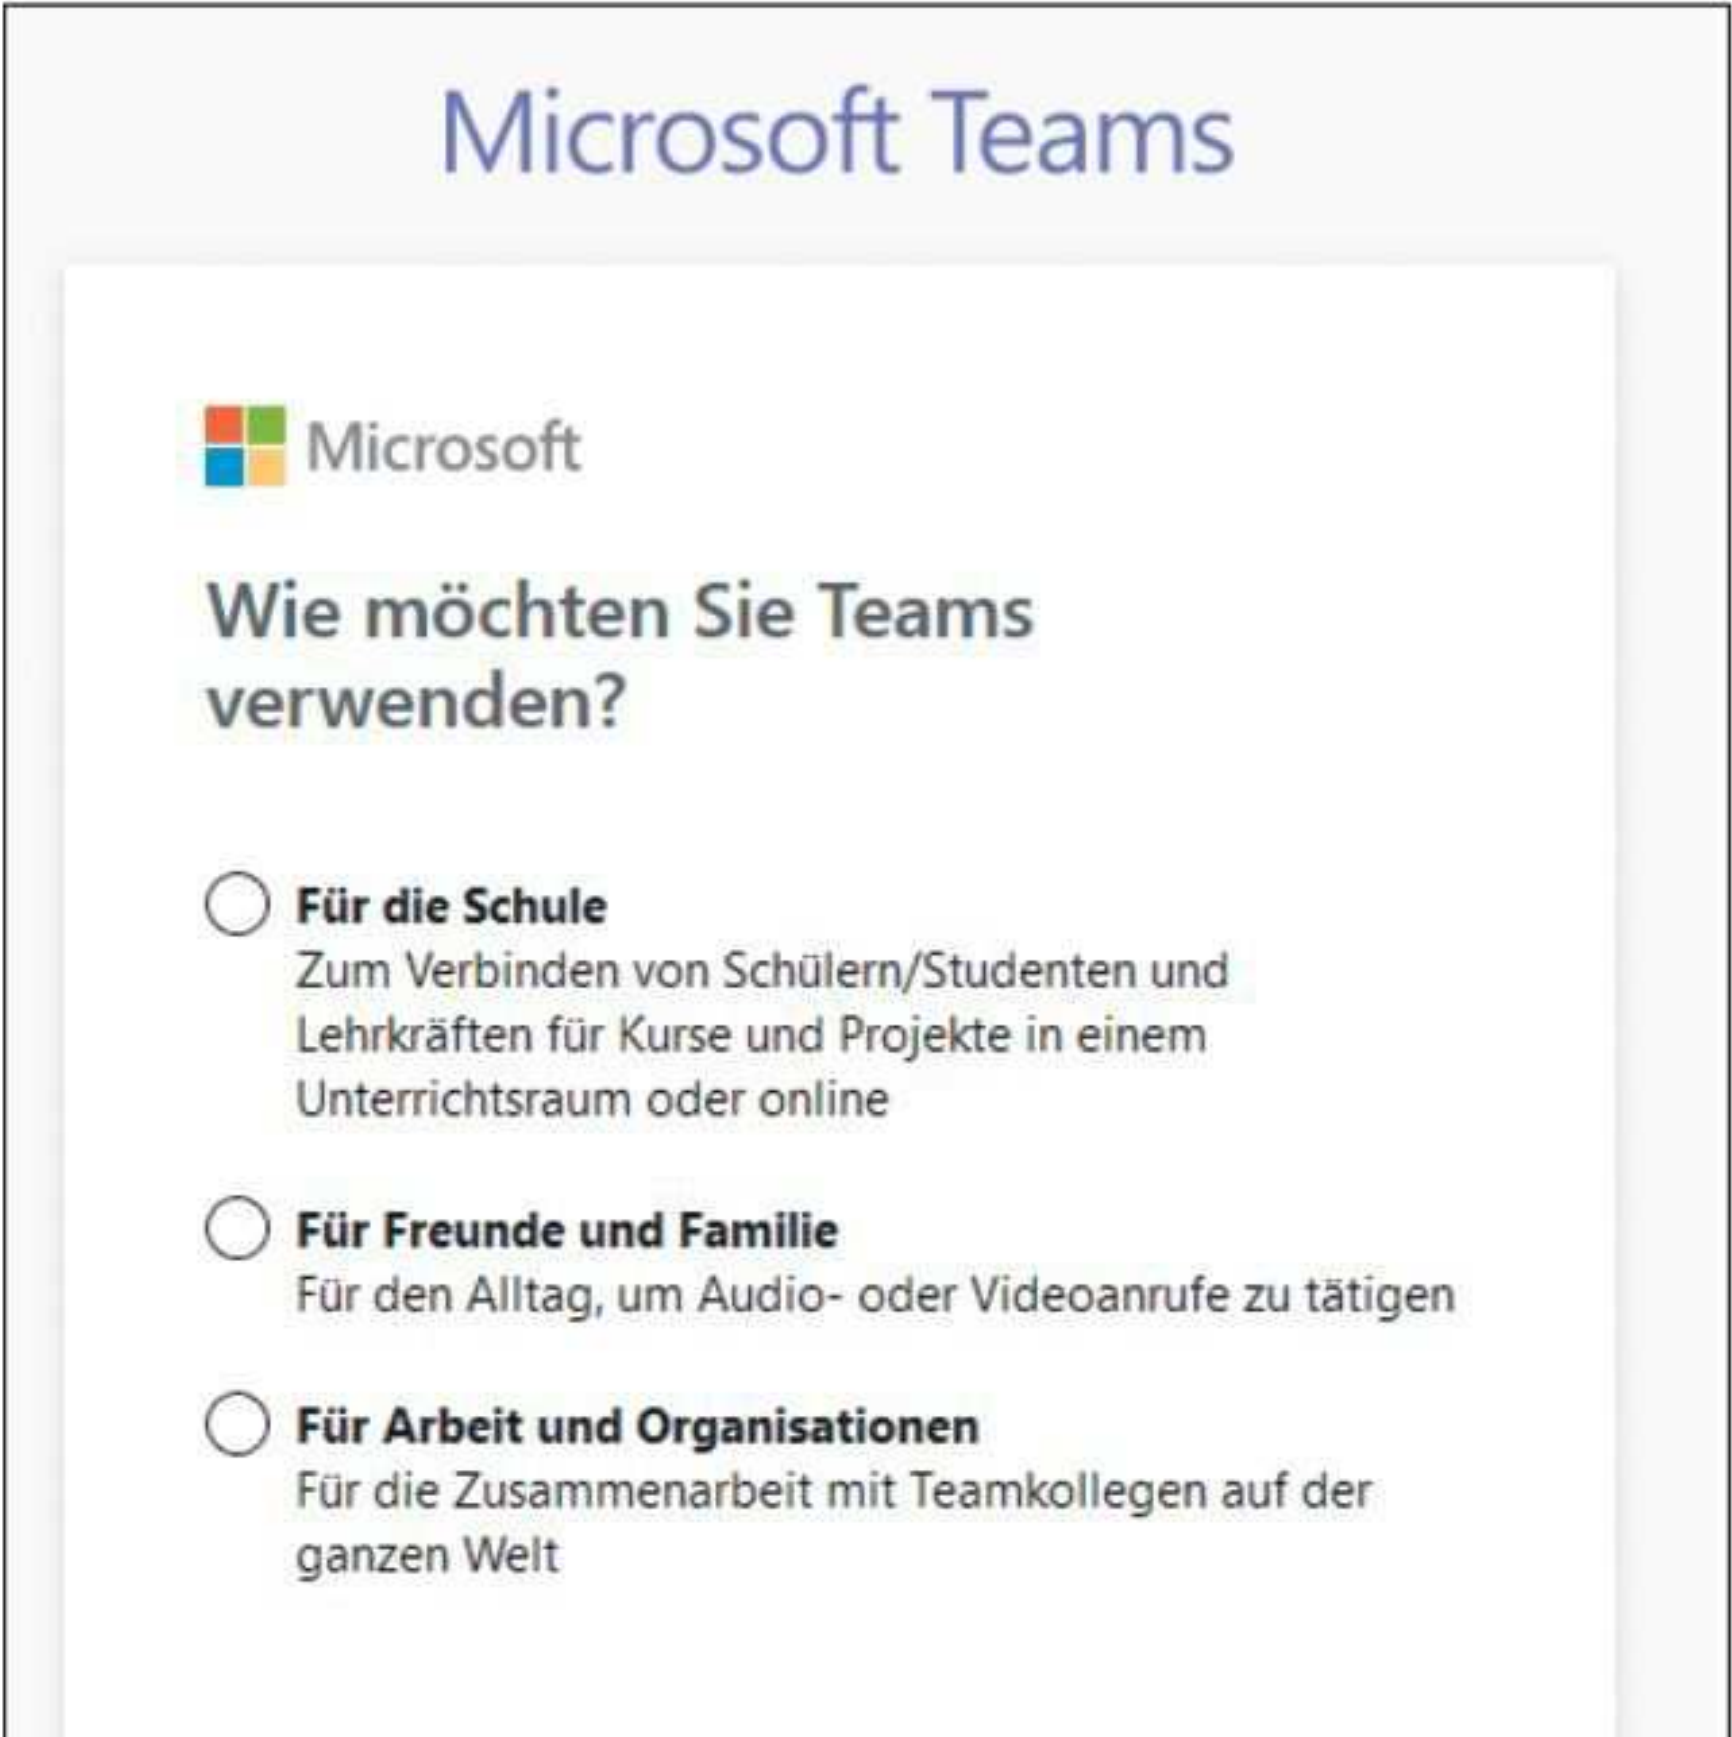 Microsoft Teams
Microsoft
Wie möchten Sie Teams
verwenden?
Für die Schule
Zum Verbinden von Schülern/Studenten und
Lehrkräften für Kurse und Projekte in einem
Unterrichtsraum oder online
Für Freunde und Familie
Für den Alltag, um Audio- oder Videoanrufe zu tätigen
Für Arbeit und Organisationen
Für die Zusammenarbeit mit Teamkollegen auf der
ganzen Welt